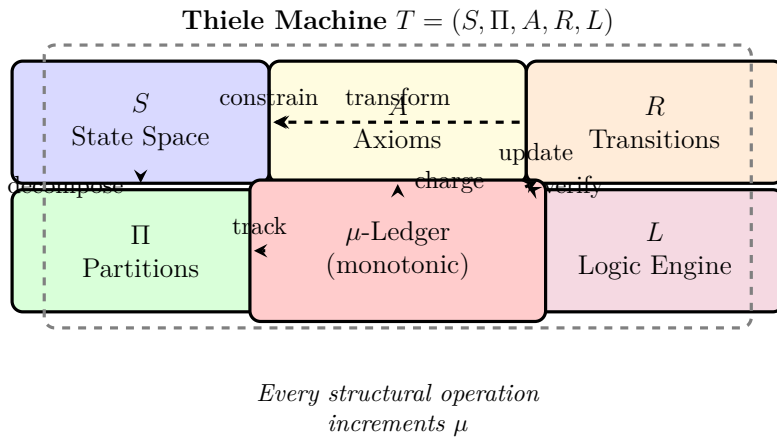 Thiele Machine T = (S, Π, A, R, L)
S
State Space
constrain
transform
A
Axioms
R
Transitions
update
decompose
charge
verify
track
Π
Partitions
μ-Ledger
(monotonic)
L
Logic Engine
Every structural operation
increments μ